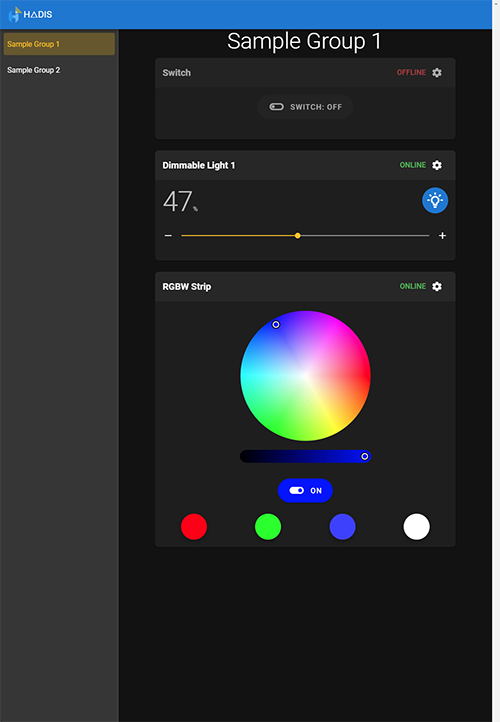 HADIS
Sample Group 1
Sample Group 2
Sample Group 1
Switch
OFFLINE
SWITCH: OFF
Dimmable Light 1
ONLINE
47%
RGBW Strip
ONLINE
ON